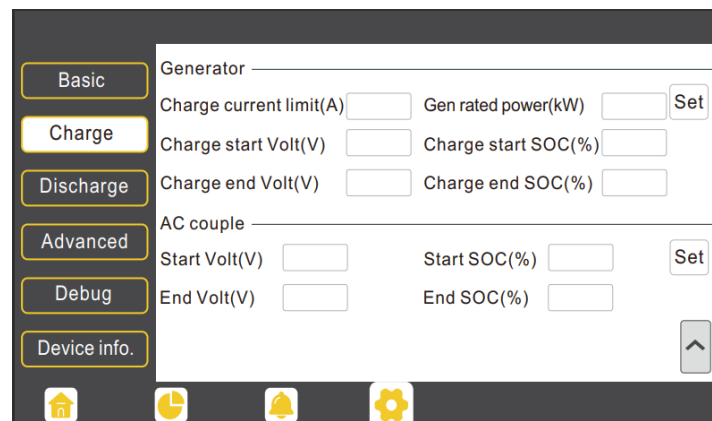 Basic
Charge
Discharge
Advanced
Debug
Device info.
Generator
Charge current limit(A) Gen rated power(kW) Set
Charge start Volt(V) Charge start SOC(%)
Charge end Volt(V) Charge end SOC(%)
AC couple
Start Volt(V) Start SOC(%) Set
End Volt(V) End SOC(%)